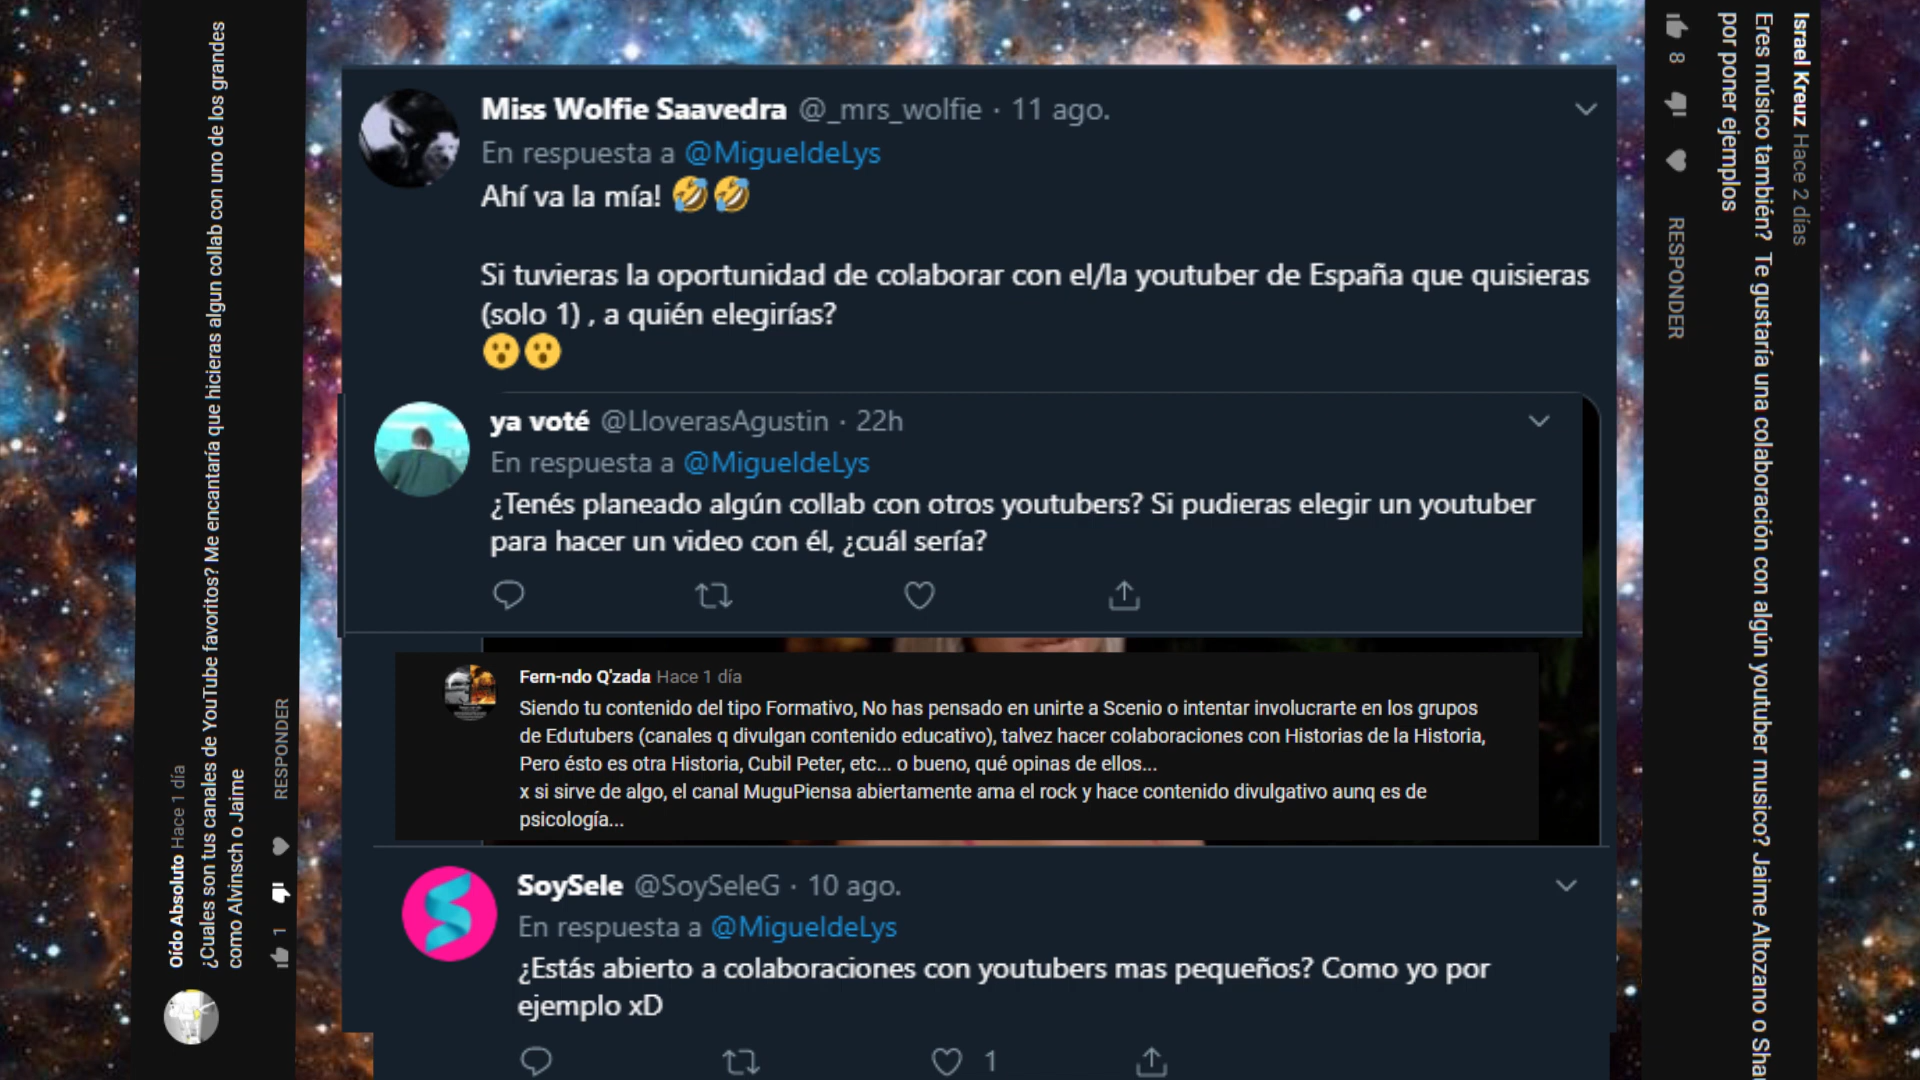 Oído Absoluto Hace 1 día
¿Cuales son tus canales de YouTube favoritos? Me encantaría que hicieras algun collab con uno de los grandes
como Alvinsch o Jaime
1 RESPONDER
Miss Wolfie Saavedra @_mrs_wolfie · 11 ago.
En respuesta a @MigueldeLys
Ahí va la mía! 🤣🤣
Si tuvieras la oportunidad de colaborar con el/la youtuber de España que quisieras
(solo 1) , a quién elegirías?
😮😮
ya voté @LloverasAgustin · 22h
En respuesta a @MigueldeLys
¿Tenés planeado algún collab con otros youtubers? Si pudieras elegir un youtuber
para hacer un video con él, ¿cuál sería?
Fern-ndo Q'zada Hace 1 día
Siendo tu contenido del tipo Formativo, No has pensado en unirte a Scenio o intentar involucrarte en los grupos
de Edutubers (canales q divulgan contenido educativo), talvez hacer colaboraciones con Historias de la Historia,
Pero ésto es otra Historia, Cubil Peter, etc... o bueno, qué opinas de ellos...
x si sirve de algo, el canal MuguPiensa abiertamente ama el rock y hace contenido divulgativo aunq es de
psicología...
SoySele @SoySeleG · 10 ago.
En respuesta a @MigueldeLys
¿Estás abierto a colaboraciones con youtubers mas pequeños? Como yo por
ejemplo xD
1
Israel Kreuz Hace 2 días
Eres músico también? Te gustaría una colaboración con algún youtuber musico? Jaime Altozano o
por poner ejemplos
8 RESPONDER